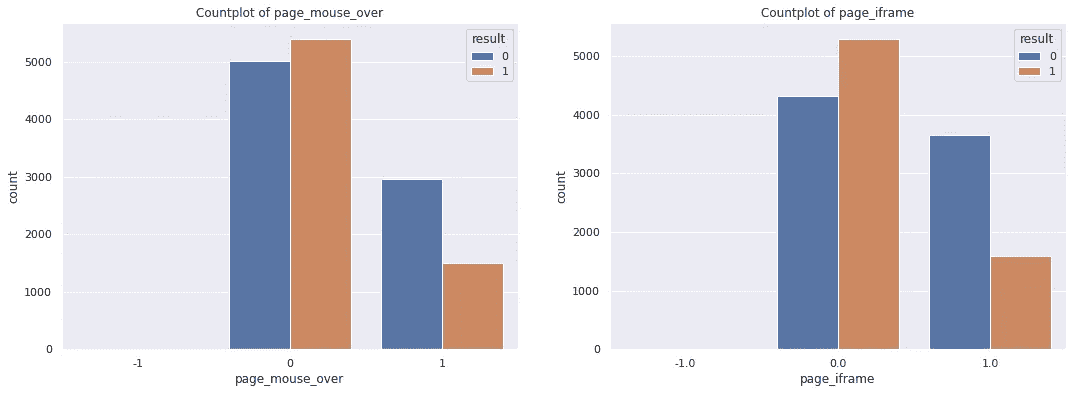 Countplot of page_mouse_over
result
0
1
5000
4000
3000
2000
1000
0
count
-1
0
1
page_mouse_over
Countplot of page_iframe
result
0
1
5000
4000
3000
2000
1000
0
count
-1.0
0.0
1.0
page_iframe